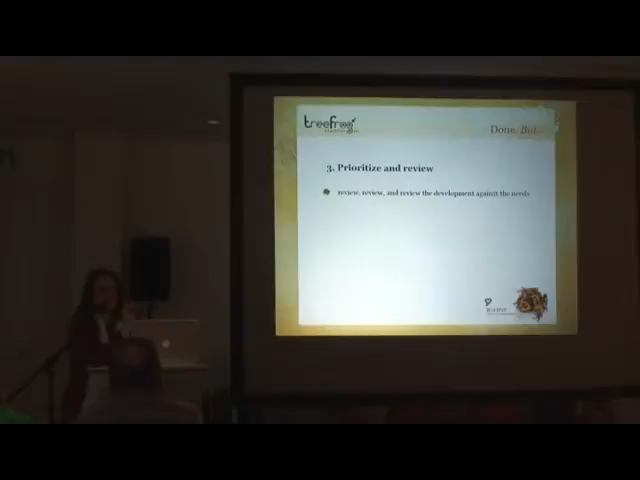 treefrog
Done. But
3. Prioritize and review
review, review, and review the development against the needs